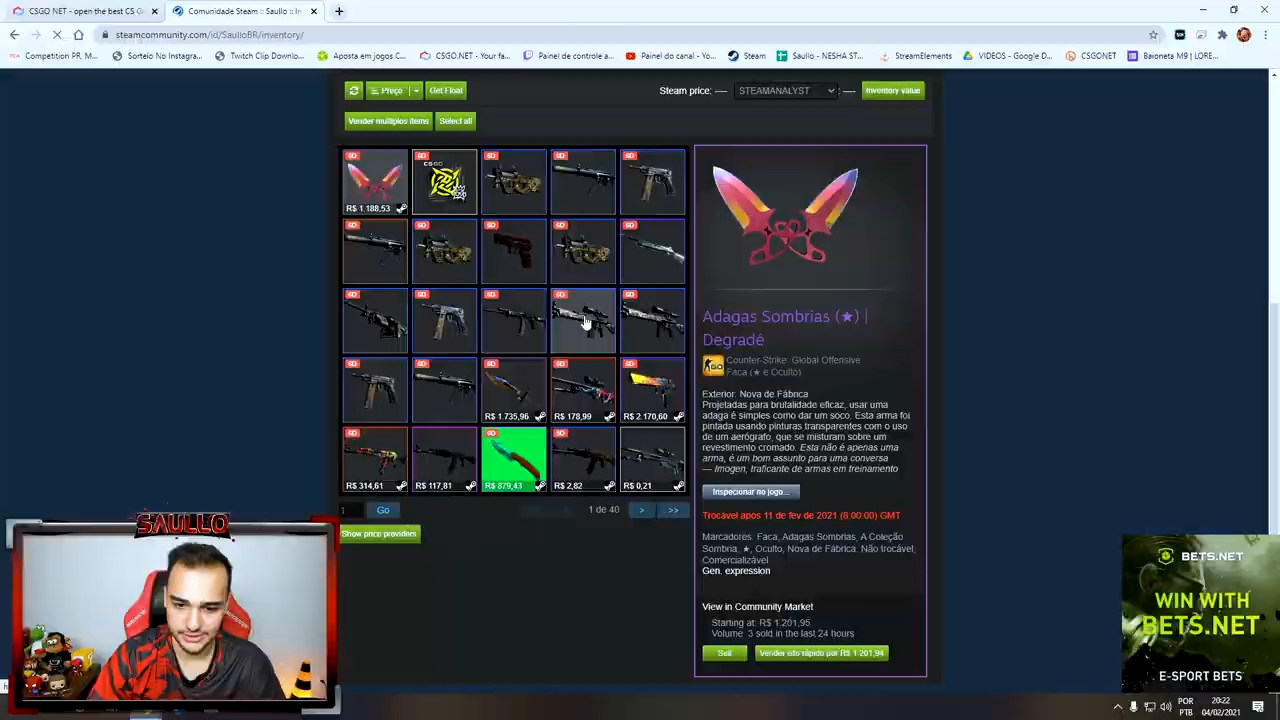 CSGO NET - open the best CS G
Comunidade Steam :: Saullo :: In
steamcommunity.com/id/SaulloBR/inventory/
Competition PR, M...
Sorteio No Instagra...
Twitch Clip Downlo...
Aposta em jogos C...
CSGO.NET - Your fa...
Painel de controle a...
Painel do canal - Yo...
Steam
Saullo - NESHA ST...
StreamElements
VIDEOS - Google D...
CSGONET
Baioneta M9 | LORE...
Preço
Get Float
Steam price: —
STEAMANALYST
—
Inventory value
Vender múltiplos itens
Select all
R$ 1.188,53
CS:GO
R$ 1.735,96
R$ 178,99
R$ 2.170,60
R$ 314,61
R$ 117,81
R$ 879,43
R$ 2,82
R$ 0,21
1
Go
1 de 40
>
>>
Show price providers
Adagas Sombrias (★) |
Degradê
Counter-Strike: Global Offensive
Faca (★ e Oculto)
Exterior: Nova de Fábrica
Projetadas para brutalidade eficaz, usar uma
adaga é simples como dar um soco. Esta arma foi
pintada usando pinturas transparentes com o uso
de um aerógrafo, que se misturam sobre um
revestimento cromado. Esta não é apenas uma
arma, é um bom assunto para uma conversa
— Imogen, traficante de armas em treinamento
Inspecionar no jogo...
Trocável após 11 de fev de 2021 (8:00:00) GMT
Marcadores: Faca, Adagas Sombrias, A Coleção
Sombria, ★, Oculto, Nova de Fábrica, Não trocável,
Comercializável
Gen. expression
View in Community Market
Starting at: R$ 1.201,95
Volume: 3 sold in the last 24 hours
Sell
Vender isto rápido por R$ 1.201,94
SAULLO
BETS.NET
WIN WITH
BETS.NET
E-SPORT BETS
POR
PTB
20:22
04/02/2021